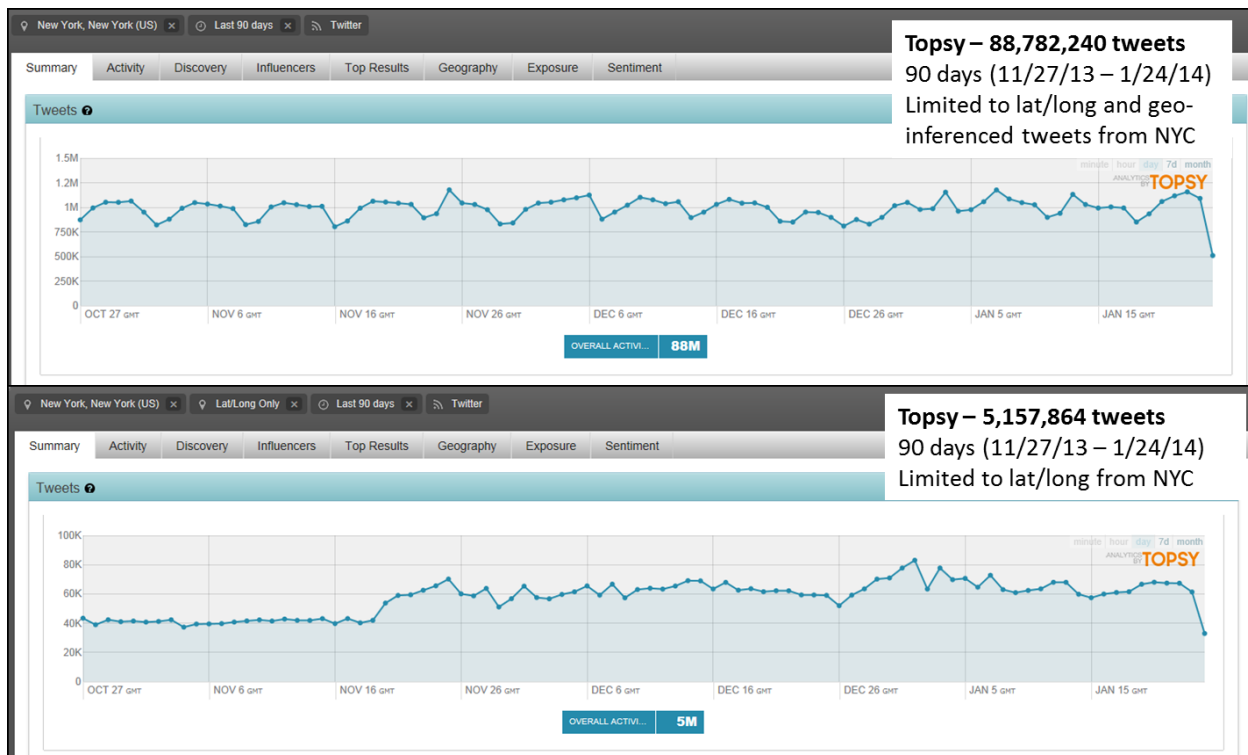 New York, New York (US) × Last 90 days × Twitter
Topsy – 88,782,240 tweets
90 days (11/27/13 – 1/24/14)
Limited to lat/long and geo-
inferenced tweets from NYC
Summary Activity Discovery Influencers Top Results Geography Exposure Sentiment
Tweets ?
minute hour day 7d month
ANALYTICS BY TOPSY
1.5M
1.2M
1M
750K
500K
250K
0
OCT 27 GMT NOV 6 GMT NOV 16 GMT NOV 26 GMT DEC 6 GMT DEC 16 GMT DEC 26 GMT JAN 5 GMT JAN 15 GMT
OVERALL ACTIVI... 88M
New York, New York (US) × Lat/Long Only × Last 90 days × Twitter
Topsy – 5,157,864 tweets
90 days (11/27/13 – 1/24/14)
Limited to lat/long from NYC
Summary Activity Discovery Influencers Top Results Geography Exposure Sentiment
Tweets ?
minute hour day 7d month
ANALYTICS BY TOPSY
100K
80K
60K
40K
20K
0
OCT 27 GMT NOV 6 GMT NOV 16 GMT NOV 26 GMT DEC 6 GMT DEC 16 GMT DEC 26 GMT JAN 5 GMT JAN 15 GMT
OVERALL ACTIVI... 5M